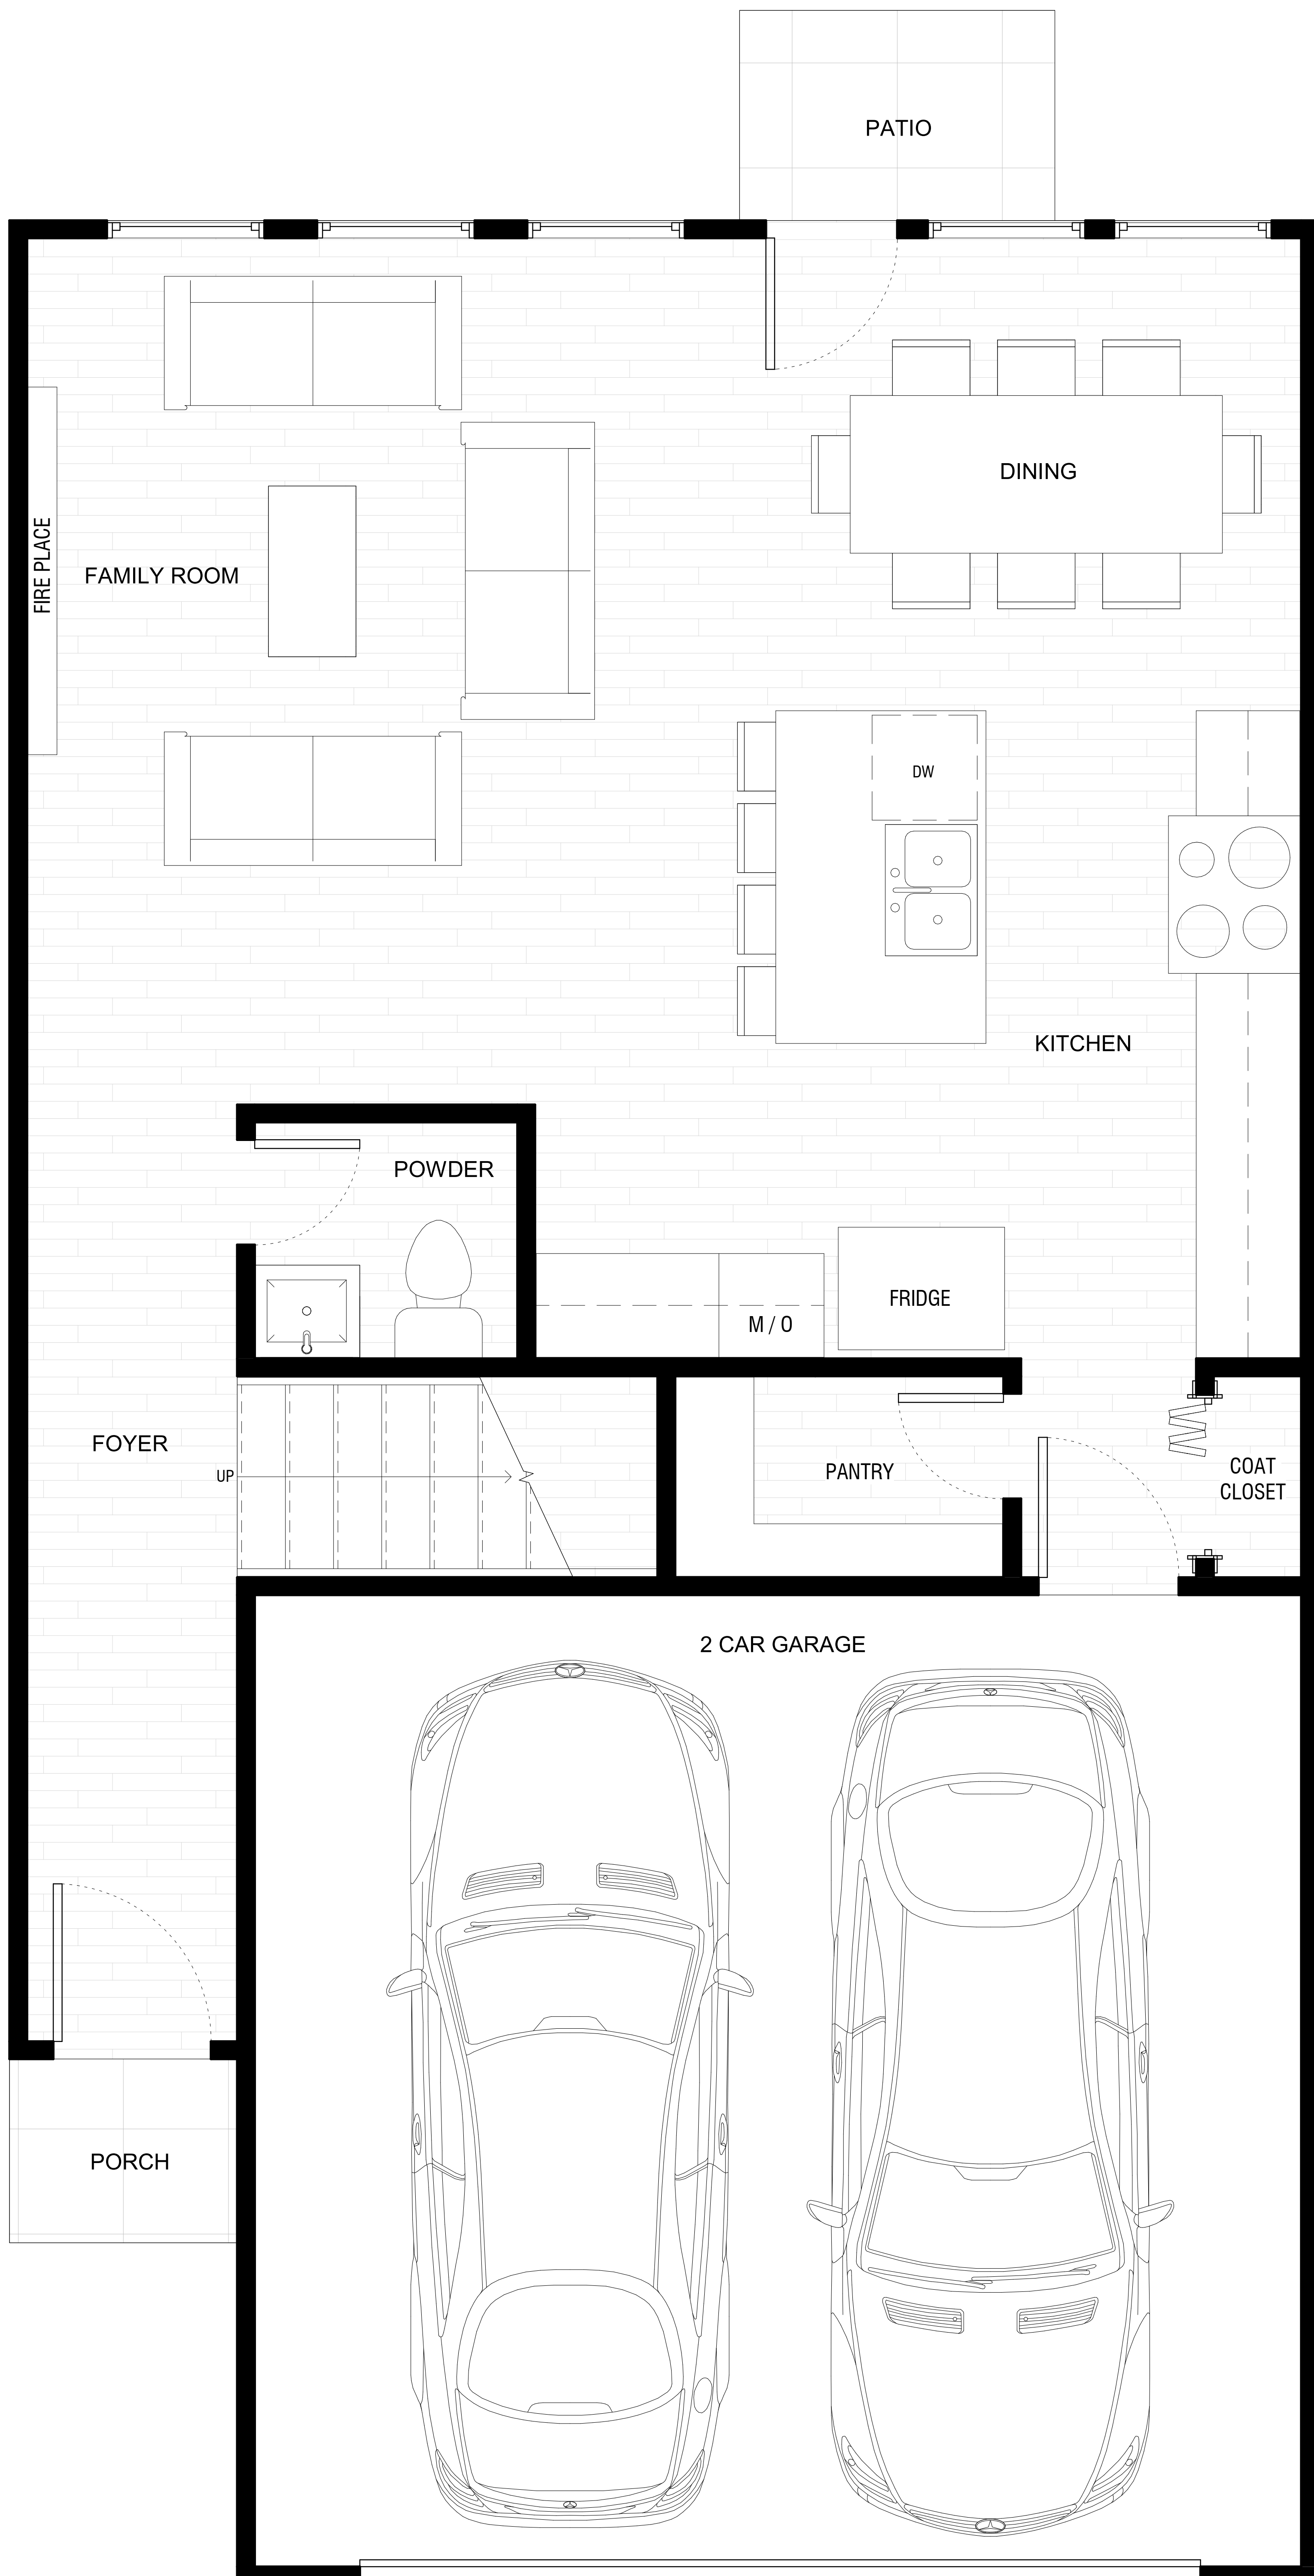 PATIO
DINING
FIRE PLACE
FAMILY ROOM
DW
KITCHEN
POWDER
FRIDGE
M / O
FOYER
UP
PANTRY
COAT
CLOSET
2 CAR GARAGE
PORCH